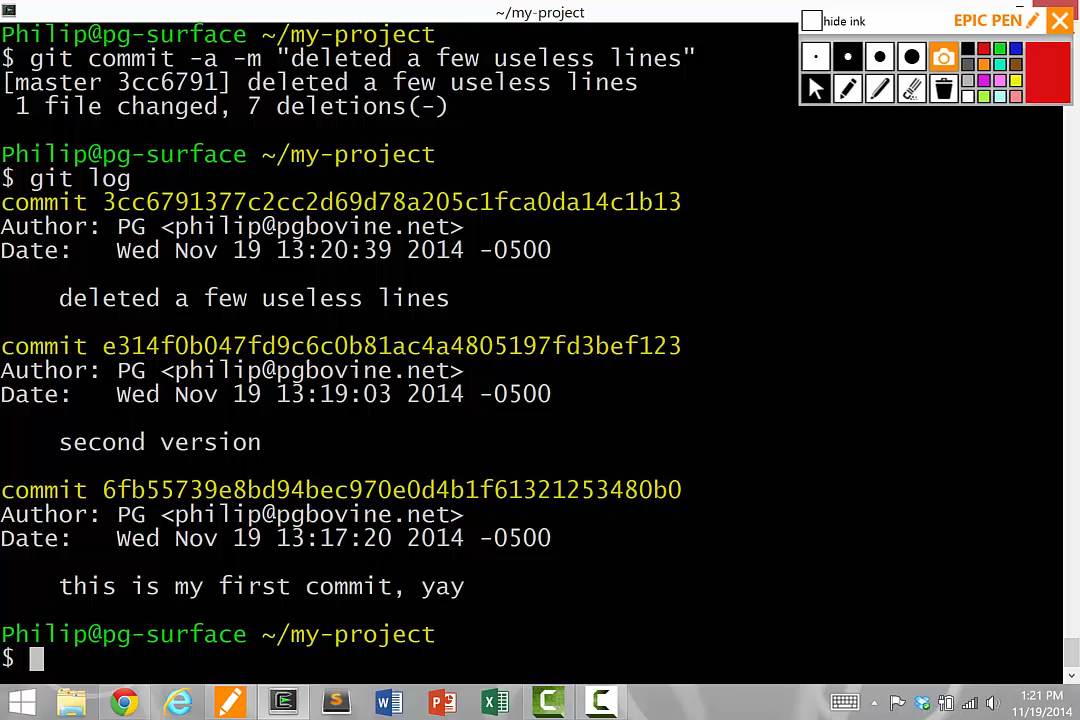 ~/my-project
Philip@pg-surface ~/my-project
$ git commit -a -m "deleted a few useless lines"
[master 3cc6791] deleted a few useless lines
1 file changed, 7 deletions(-)
Philip@pg-surface ~/my-project
$ git log
commit 3cc6791377c2cc2d69d78a205c1fca0da14c1b13
Author: PG <philip@pgbovine.net>
Date: Wed Nov 19 13:20:39 2014 -0500
deleted a few useless lines
commit e314f0b047fd9c6c0b81ac4a4805197fd3bef123
Author: PG <philip@pgbovine.net>
Date: Wed Nov 19 13:19:03 2014 -0500
second version
commit 6fb55739e8bd94bec970e0d4b1f61321253480b0
Author: PG <philip@pgbovine.net>
Date: Wed Nov 19 13:17:20 2014 -0500
this is my first commit, yay
Philip@pg-surface ~/my-project
$
hide ink
EPIC PEN
1:21 PM
11/19/2014